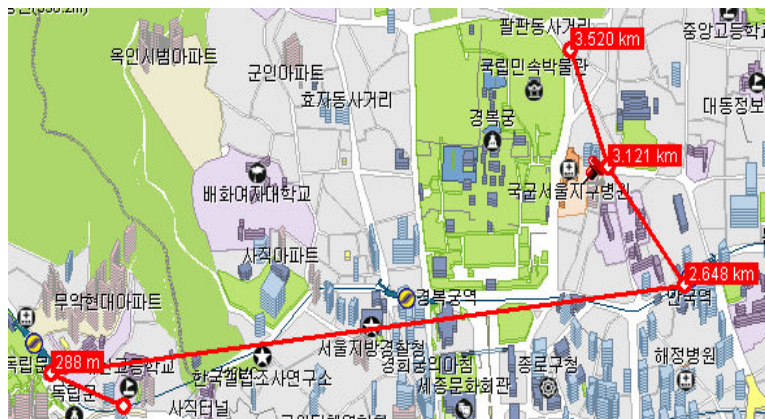 팔판동사거리
3.520 km
중앙고등학교
옥인시범아파트
군인아파트
국립민속박물관
효자동사거리
대동정보
경복궁
3.121 km
배화여자대학교
국군서울지구병원
사직아파트
2.648 km
무악현대아파트
경복궁역
안국역
서울지방경찰청
독립문
288 m
고등학교
한국갤럽조사연구소
경희궁의아침
종로구청
해정병원
세종문화회관
사직터널